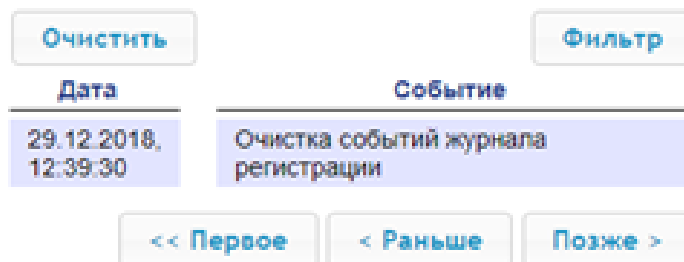 Очистить Фильтр
Дата Событие
29.12.2018, Очистка событий журнала
12:39:30 регистрации
<< Первое < Раньше Позже >